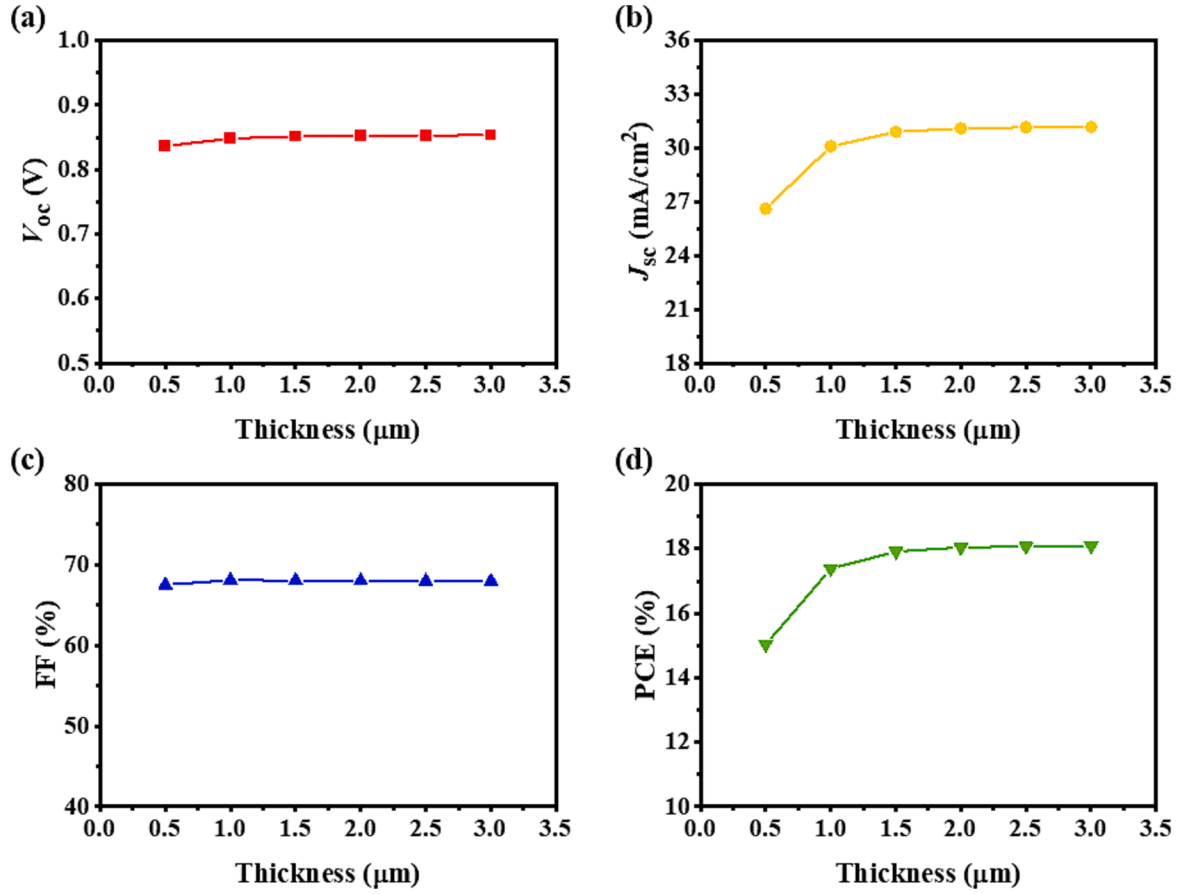 (a)
1.0
0.9
0.8
0.7
0.6
0.5
Voc (V)
0.0 0.5 1.0 1.5 2.0 2.5 3.0 3.5
Thickness (μm)
(b)
36
33
30
27
24
21
18
Jsc (mA/cm²)
0.0 0.5 1.0 1.5 2.0 2.5 3.0 3.5
Thickness (μm)
(c)
80
70
60
50
40
FF (%)
0.0 0.5 1.0 1.5 2.0 2.5 3.0 3.5
Thickness (μm)
(d)
20
18
16
14
12
10
PCE (%)
0.0 0.5 1.0 1.5 2.0 2.5 3.0 3.5
Thickness (μm)